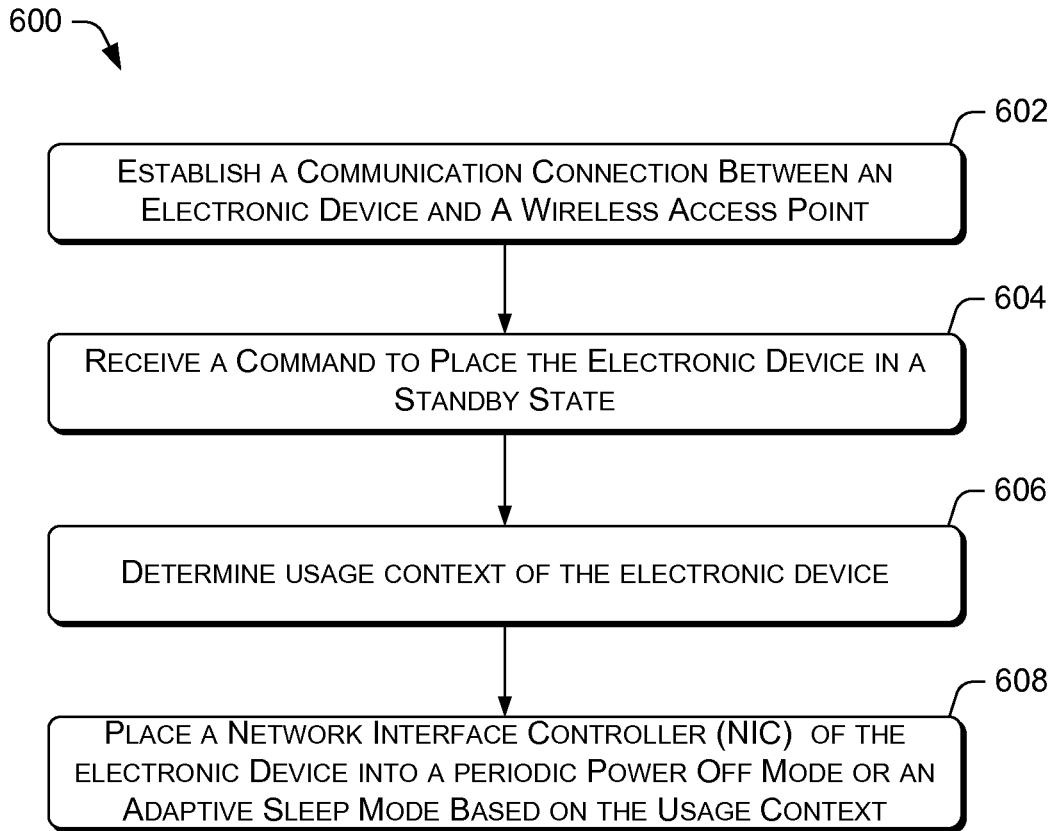 600
602
ESTABLISH A COMMUNICATION CONNECTION BETWEEN AN
ELECTRONIC DEVICE AND A WIRELESS ACCESS POINT
604
RECEIVE A COMMAND TO PLACE THE ELECTRONIC DEVICE IN A
STANDBY STATE
606
DETERMINE USAGE CONTEXT OF THE ELECTRONIC DEVICE
608
PLACE A NETWORK INTERFACE CONTROLLER (NIC) OF THE
ELECTRONIC DEVICE INTO A PERIODIC POWER OFF MODE OR AN
ADAPTIVE SLEEP MODE BASED ON THE USAGE CONTEXT